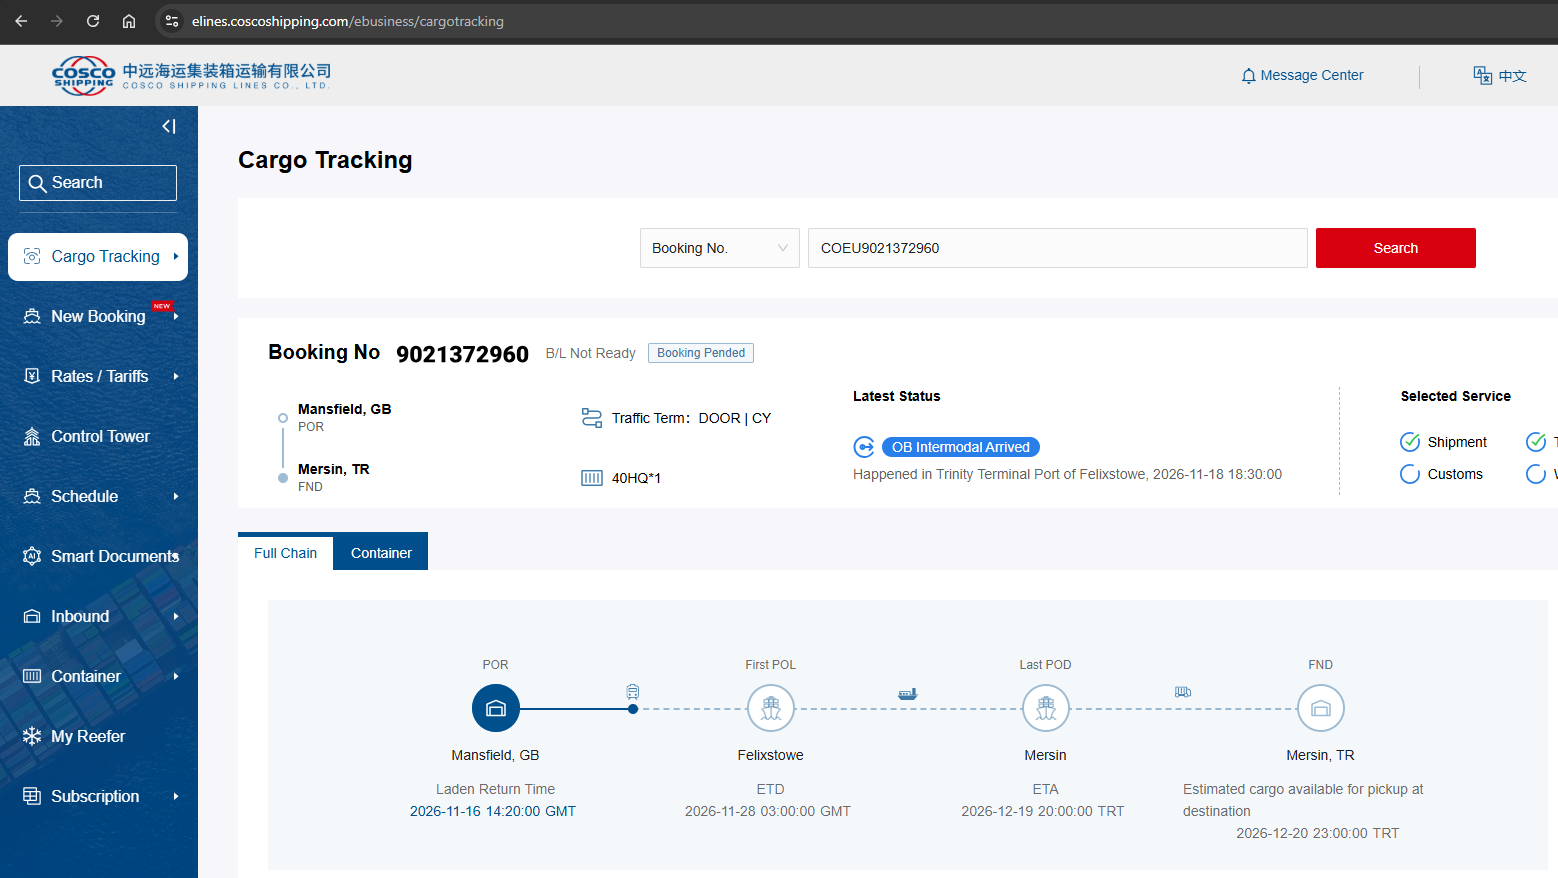 elines.coscoshipping.com/ebusiness/cargotracking
COSCO
SHIPPING
中远海运集装箱运输有限公司
COSCO SHIPPING LINES CO., LTD.
Message Center
中文
Search
Cargo Tracking
New Booking
NEW
Rates / Tariffs
Control Tower
Schedule
Smart Documents
Inbound
Container
My Reefer
Subscription
Cargo Tracking
Booking No.
COEU9021372960
Search
Booking No 9021372960 B/L Not Ready Booking Pended
Mansfield, GB
POR
Mersin, TR
FND
Traffic Term：DOOR | CY
40HQ*1
Latest Status
OB Intermodal Arrived
Happened in Trinity Terminal Port of Felixstowe, 2026-11-18 18:30:00
Selected Service
Shipment
T
Customs
Full Chain
Container
POR
First POL
Last POD
FND
Mansfield, GB
Felixstowe
Mersin
Mersin, TR
Laden Return Time
2026-11-16 14:20:00 GMT
ETD
2026-11-28 03:00:00 GMT
ETA
2026-12-19 20:00:00 TRT
Estimated cargo available for pickup at
destination
2026-12-20 23:00:00 TRT